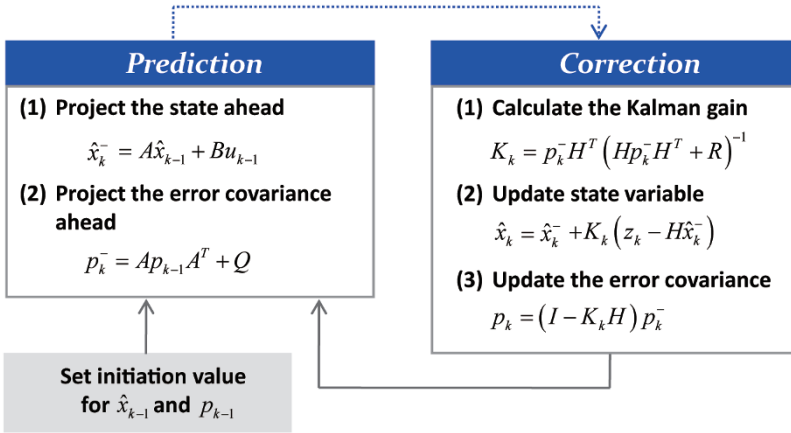 Prediction
(1) Project the state ahead
x̂ₖ⁻ = Ax̂ₖ₋₁ + Buₖ₋₁
(2) Project the error covariance
ahead
pₖ⁻ = Apₖ₋₁Aᵀ + Q
Set initiation value
for x̂ₖ₋₁ and pₖ₋₁
Correction
(1) Calculate the Kalman gain
Kₖ = pₖ⁻Hᵀ(Hpₖ⁻Hᵀ + R)⁻¹
(2) Update state variable
x̂ₖ = x̂ₖ⁻ + Kₖ(zₖ − Hx̂ₖ⁻)
(3) Update the error covariance
pₖ = (I − KₖH)pₖ⁻